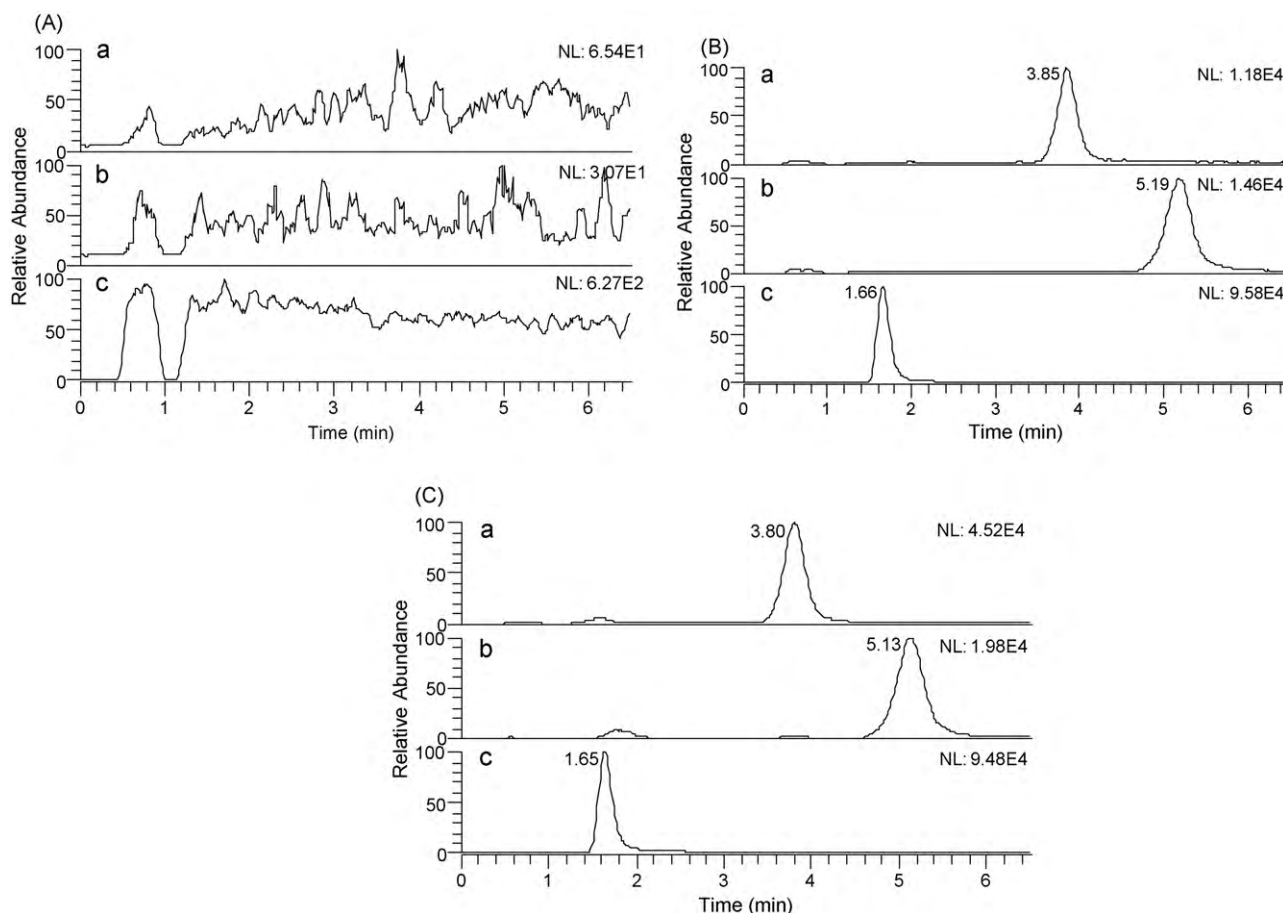 (A)
a
NL: 6.54E1
100
50
0
b
NL: 3.07E1
100
50
0
c
NL: 6.27E2
100
50
0
Relative Abundance
0 1 2 3 4 5 6
Time (min)
(B)
a
3.85
NL: 1.18E4
100
50
0
b
5.19
NL: 1.46E4
100
50
0
c
1.66
NL: 9.58E4
100
50
0
Relative Abundance
0 1 2 3 4 5 6
Time (min)
(C)
a
3.80
NL: 4.52E4
100
50
0
b
5.13
NL: 1.98E4
100
50
0
c
1.65
NL: 9.48E4
100
50
0
Relative Abundance
0 1 2 3 4 5 6
Time (min)